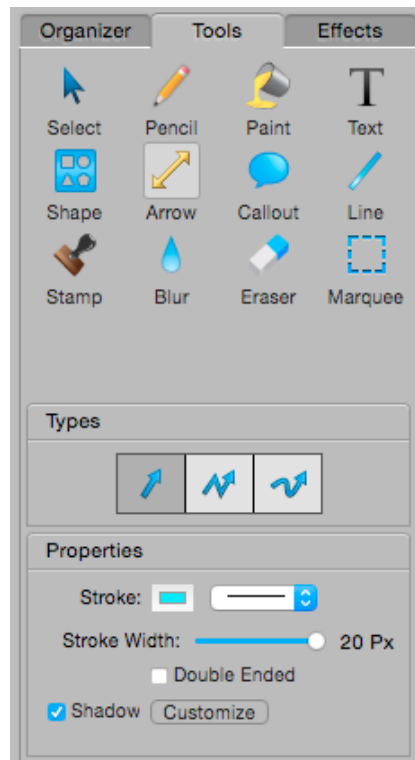 Organizer Tools Effects
Select Pencil Paint Text
Shape Arrow Callout Line
Stamp Blur Eraser Marquee
Types
Properties
Stroke:
Stroke Width: 20 Px
Double Ended
Shadow Customize